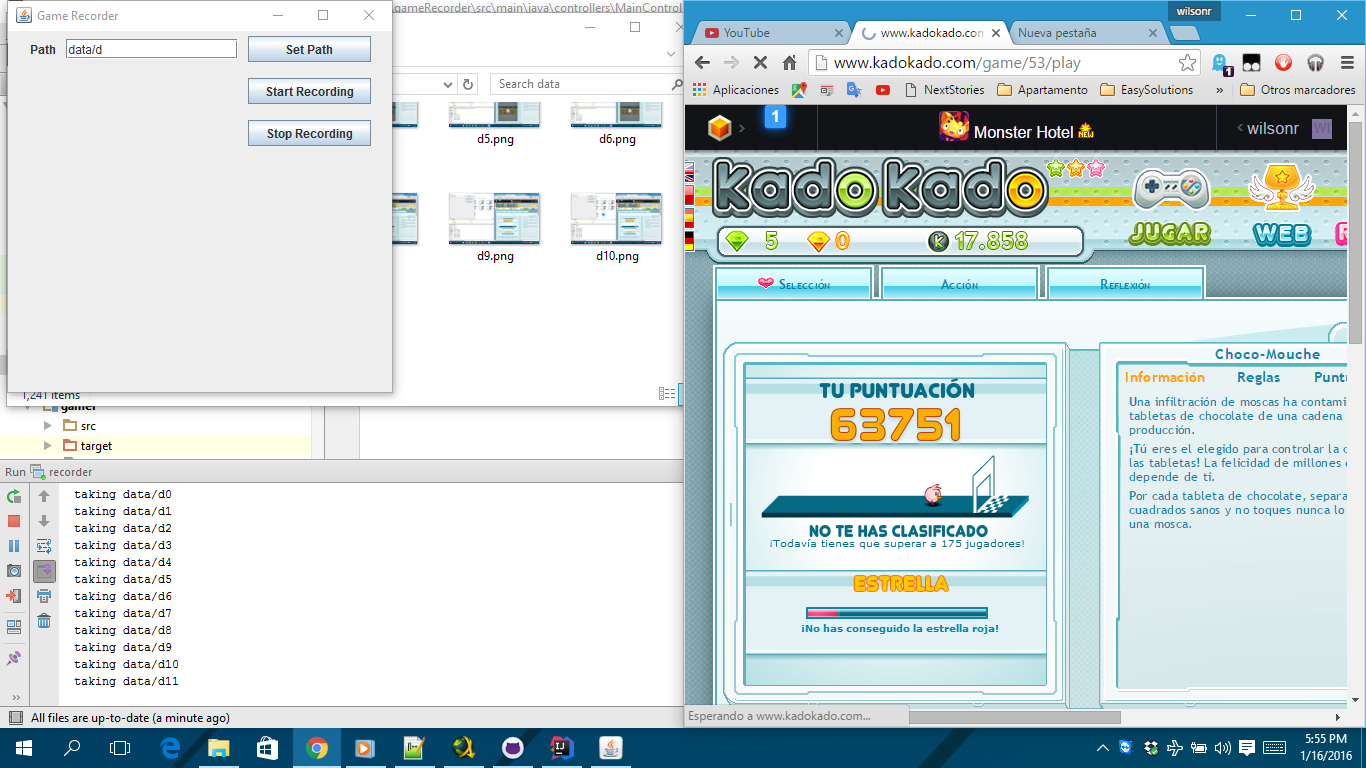 Game Recorder
Path
data/d
Set Path
Start Recording
Stop Recording
.gameRecorder\src\main\java\controllers\MainControl
Search data
d5.png
d6.png
d9.png
d10.png
1,241 items
gamer
src
target
Run
recorder
taking data/d0
taking data/d1
taking data/d2
taking data/d3
taking data/d4
taking data/d5
taking data/d6
taking data/d7
taking data/d8
taking data/d9
taking data/d10
taking data/d11
All files are up-to-date (a minute ago)
wilsonr
YouTube
www.kadokado.com
Nueva pestaña
www.kadokado.com/game/53/play
1
Aplicaciones
NextStories
Apartamento
EasySolutions
»
Otros marcadores
1
Monster Hotel
NEW
wilsonr
WI
KadoKado
5
0
K
17.858
JUGAR
WEB
Selección
Acción
Reflexión
TU PUNTUACIÓN
63751
NO TE HAS CLASIFICADO
¡Todavía tienes que superar a 175 jugadores!
ESTRELLA
¡No has conseguido la estrella roja!
Choco-Mouche
Información
Reglas
Puntu
Una infiltración de moscas ha contami
tabletas de chocolate de una cadena
producción.
¡Tú eres el elegido para controlar la c
las tabletas! La felicidad de millones
depende de ti.
Por cada tableta de chocolate, separa
cuadrados sanos y no toques nunca lo
una mosca.
Esperando a www.kadokado.com...
5:55 PM
1/16/2016